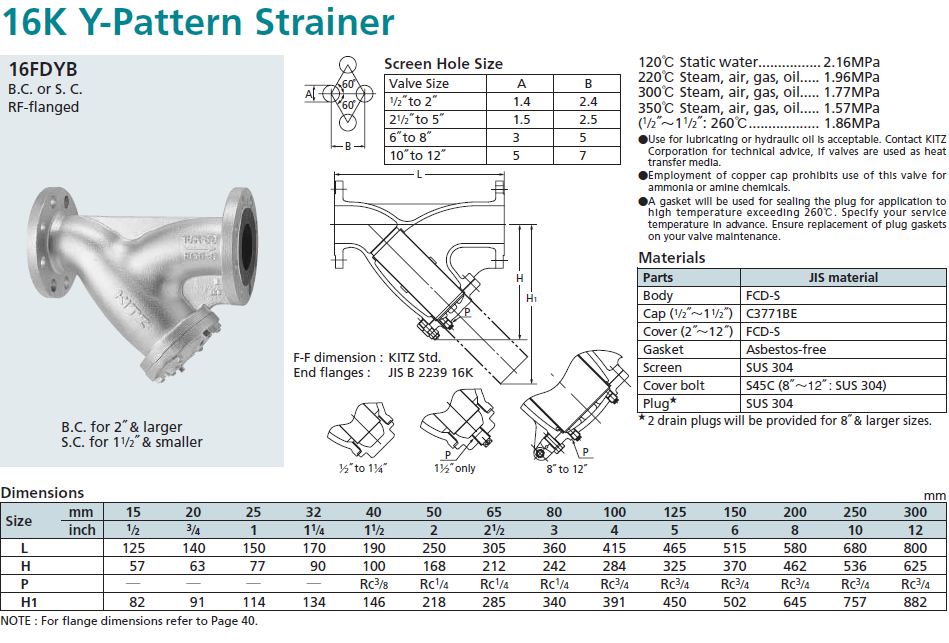 16K Y-Pattern Strainer
16FDYB
B.C. or S. C.
RF-flanged
KITZ
B.C. for 2″ & larger
S.C. for 1 1/2″ & smaller
60°
60°
A
B
Screen Hole Size
Valve Size A B
1/2″ to 2″ 1.4 2.4
2 1/2″ to 5″ 1.5 2.5
6″ to 8″ 3 5
10″ to 12″ 5 7
L
H
H1
P
F-F dimension : KITZ Std.
End flanges : JIS B 2239 16K
P
P
½″ to 1¼″
1½″ only
8″ to 12″
120℃ Static water................ 2.16MPa
220℃ Steam, air, gas, oil..... 1.96MPa
300℃ Steam, air, gas, oil..... 1.77MPa
350℃ Steam, air, gas, oil..... 1.57MPa
(1/2″～1 1/2″: 260℃.................. 1.86MPa
●Use for lubricating or hydraulic oil is acceptable. Contact KITZ
Corporation for technical advice, if valves are used as heat
transfer media.
●Employment of copper cap prohibits use of this valve for
ammonia or amine chemicals.
●A gasket will be used for sealing the plug for application to
high temperature exceeding 260℃. Specify your service
temperature in advance. Ensure replacement of plug gaskets
on your valve maintenance.
Materials
Parts JIS material
Body FCD-S
Cap (1/2″～1 1/2″) C3771BE
Cover (2″～12″) FCD-S
Gasket Asbestos-free
Screen SUS 304
Cover bolt S45C (8″～12″ : SUS 304)
Plug★ SUS 304
★2 drain plugs will be provided for 8″ & larger sizes.
Dimensions
mm
Size mm 15 20 25 32 40 50 65 80 100 125 150 200 250 300
inch 1/2 3/4 1 1 1/4 1 1/2 2 2 1/2 3 4 5 6 8 10 12
L 125 140 150 170 190 250 305 360 415 465 515 580 680 800
H 57 63 77 90 100 168 212 242 284 325 370 462 536 625
P — — — — Rc3/8 Rc1/4 Rc1/4 Rc1/4 Rc3/4 Rc3/4 Rc3/4 Rc3/4 Rc3/4 Rc3/4
H1 82 91 114 134 146 218 285 340 391 450 502 645 757 882
NOTE : For flange dimensions refer to Page 40.